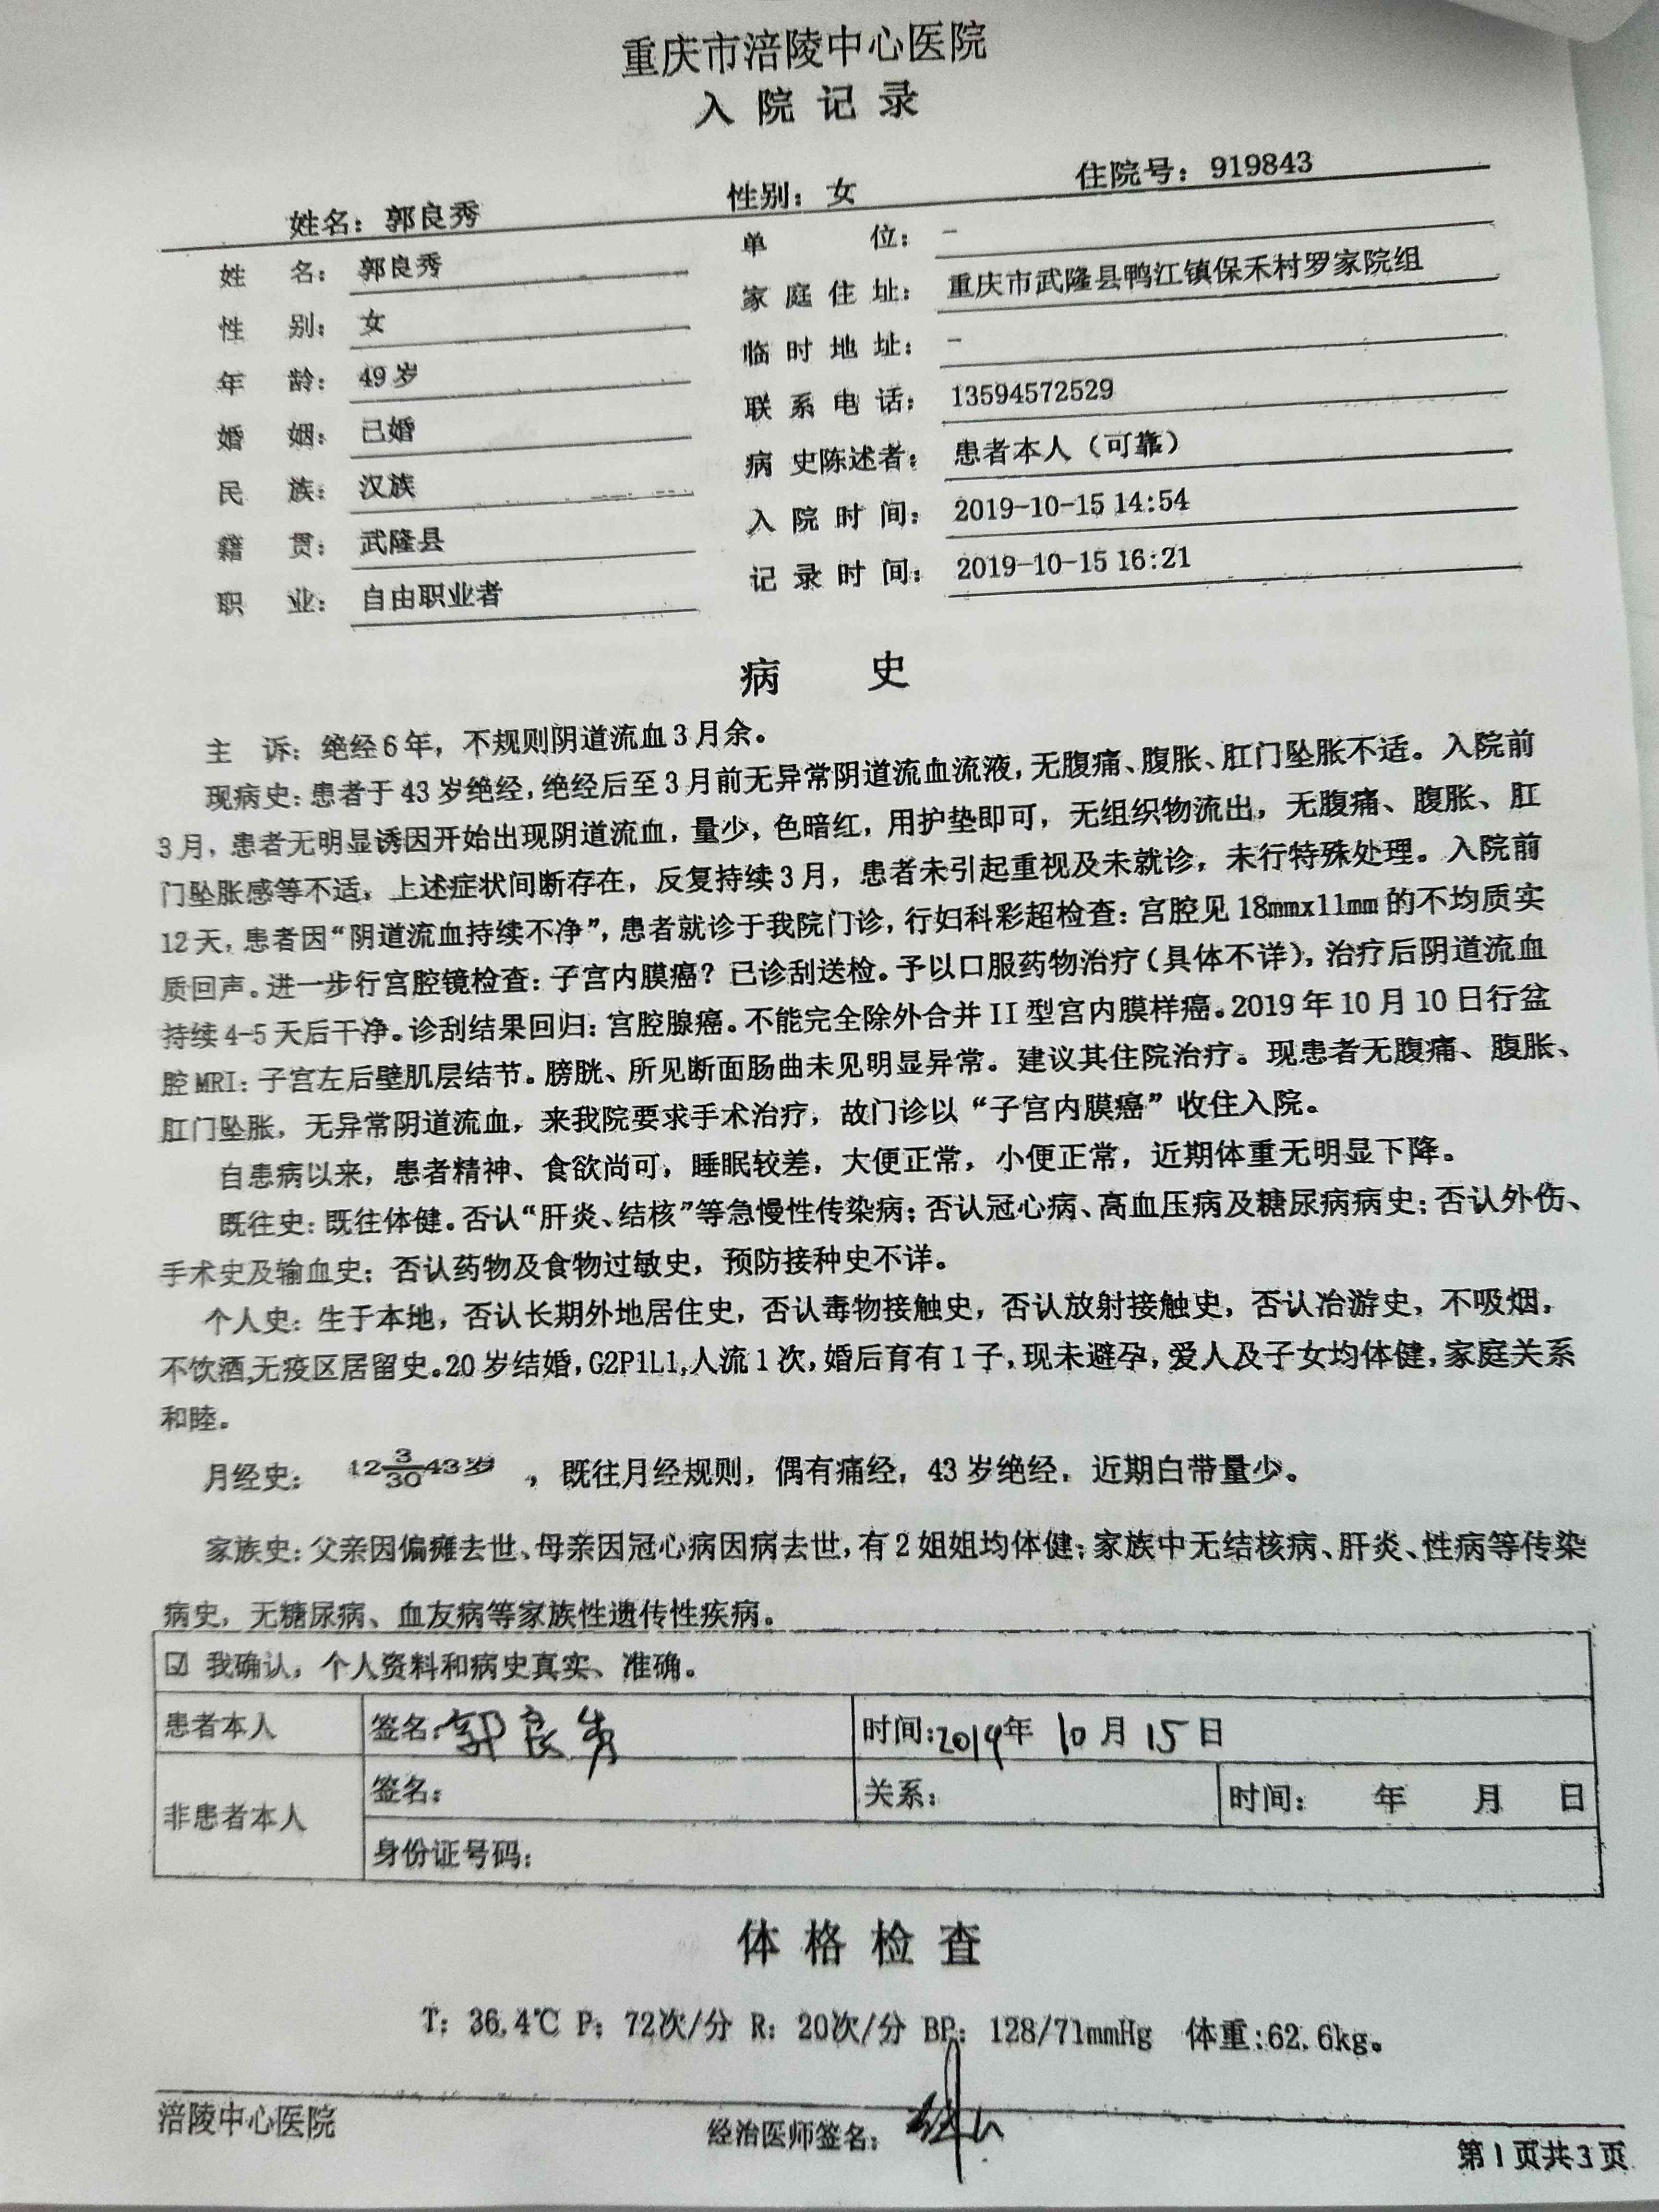 重庆市涪陵中心医院
入院记录
姓名：郭良秀 性别：女 住院号：919843
姓 名：郭良秀 单 位：-
性 别：女 家庭住址：重庆市武隆县鸭江镇保禾村罗家院组
年 龄：49岁 临时地址：-
婚 姻：已婚 联系电话：13594572529
民 族：汉族 病史陈述者：患者本人（可靠）
籍 贯：武隆县 入院时间：2019-10-15 14:54
职 业：自由职业者 记录时间：2019-10-15 16:21
病 史
主 诉：绝经6年，不规则阴道流血3月余。
现病史：患者于43岁绝经，绝经后至3月前无异常阴道流血流液，无腹痛、腹胀、肛门坠胀不适。入院前
3月，患者无明显诱因开始出现阴道流血，量少，色暗红，用护垫即可，无组织物流出，无腹痛、腹胀、肛
门坠胀感等不适，上述症状间断存在，反复持续3月，患者未引起重视及未就诊，未行特殊处理。入院前
12天，患者因“阴道流血持续不净”，患者就诊于我院门诊，行妇科彩超检查：宫腔见18mmx11mm的不均质实
质回声。进一步行宫腔镜检查：子宫内膜癌？已诊刮送检。予以口服药物治疗（具体不详），治疗后阴道流血
持续4-5天后干净。诊刮结果回归：宫腔腺癌。不能完全除外合并II型宫内膜样癌。2019年10月10日行盆
腔MRI：子宫左后壁肌层结节。膀胱、所见断面肠曲未见明显异常。建议其住院治疗。现患者无腹痛、腹胀、
肛门坠胀，无异常阴道流血，来我院要求手术治疗，故门诊以“子宫内膜癌”收住入院。
自患病以来，患者精神、食欲尚可，睡眠较差，大便正常，小便正常，近期体重无明显下降。
既往史：既往体健。否认“肝炎、结核”等急慢性传染病；否认冠心病、高血压病及糖尿病病史；否认外伤、
手术史及输血史；否认药物及食物过敏史，预防接种史不详。
个人史：生于本地，否认长期外地居住史，否认毒物接触史，否认放射接触史，否认冶游史，不吸烟，
不饮酒，无疫区居留史。20岁结婚，G2P1L1，人流1次，婚后育有1子，现未避孕，爱人及子女均体健，家庭关系
和睦。
月经史：12 3/30 43岁 ，既往月经规则，偶有痛经，43岁绝经，近期白带量少。
家族史：父亲因偏瘫去世、母亲因冠心病因病去世，有2姐姐均体健；家族中无结核病、肝炎、性病等传染
病史，无糖尿病、血友病等家族性遗传性疾病。
☑ 我确认，个人资料和病史真实、准确。
患者本人 签名：郭良秀 时间：2019年10月15日
非患者本人 签名： 关系： 时间： 年 月 日
身份证号码：
体格检查
T：36.4℃ P：72次/分 R：20次/分 BP：128/71mmHg 体重：62.6kg。
涪陵中心医院 经治医师签名：
第1页共3页